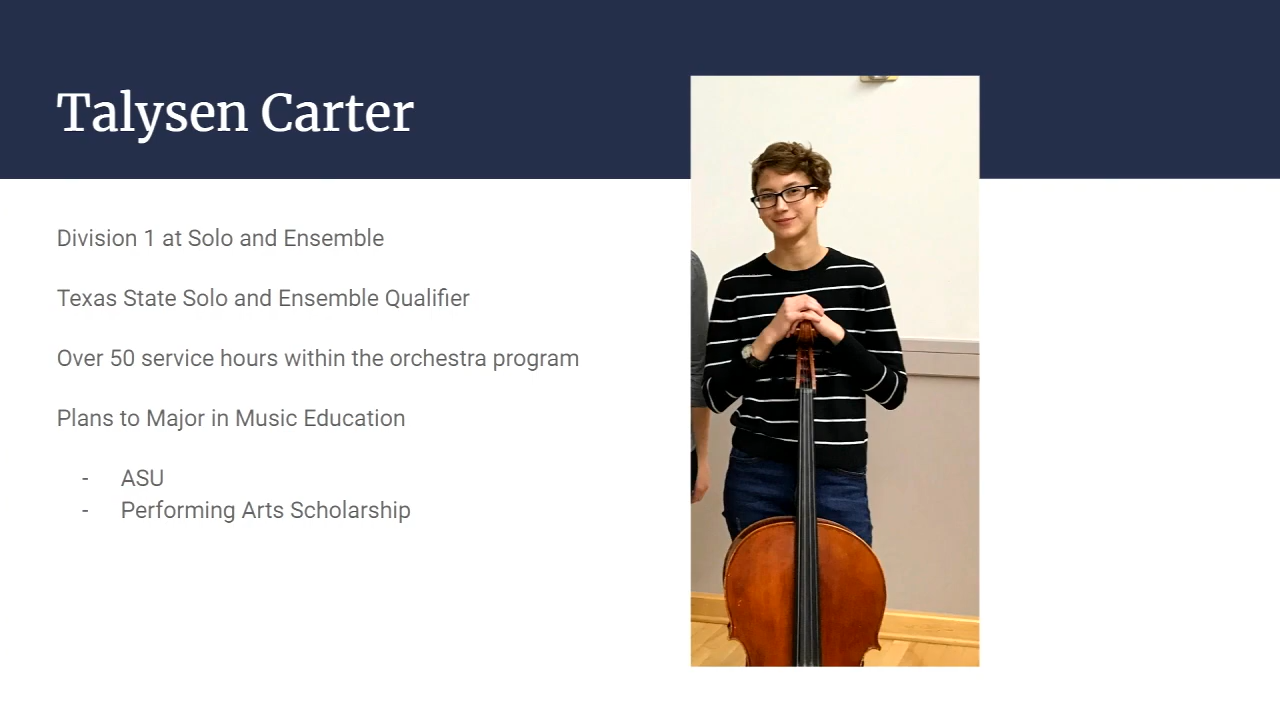 Talysen Carter
Division 1 at Solo and Ensemble
Texas State Solo and Ensemble Qualifier
Over 50 service hours within the orchestra program
Plans to Major in Music Education
- ASU
- Performing Arts Scholarship